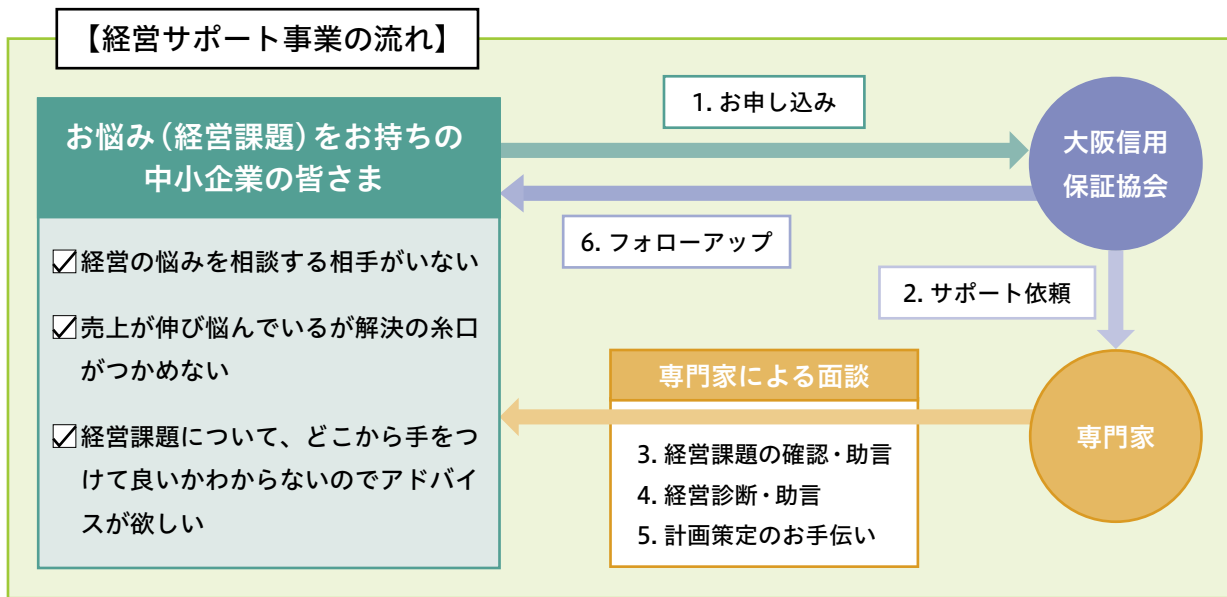 【経営サポート事業の流れ】
お悩み（経営課題）をお持ちの
中小企業の皆さま
☑経営の悩みを相談する相手がいない
☑売上が伸び悩んでいるが解決の糸口
がつかめない
☑経営課題について、どこから手をつ
けて良いかわからないのでアドバイ
スが欲しい
1. お申し込み
大阪信用
保証協会
6. フォローアップ
2. サポート依頼
専門家による面談
3. 経営課題の確認・助言
4. 経営診断・助言
5. 計画策定のお手伝い
専門家